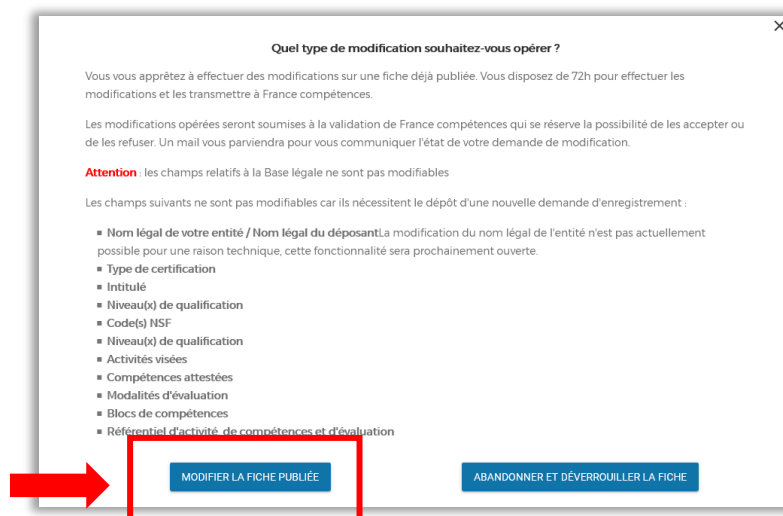 Quel type de modification souhaitez-vous opérer ?
Vous vous apprêtez à effectuer des modifications sur une fiche déjà publiée. Vous disposez de 72h pour effectuer les
modifications et les transmettre à France compétences.
Les modifications opérées seront soumises à la validation de France compétences qui se réserve la possibilité de les accepter ou
de les refuser. Un mail vous parviendra pour vous communiquer l'état de votre demande de modification.
Attention : les champs relatifs à la Base légale ne sont pas modifiables
Les champs suivants ne sont pas modifiables car ils nécessitent le dépôt d'une nouvelle demande d'enregistrement :
▪ Nom légal de votre entité / Nom légal du déposantLa modification du nom légal de l'entité n'est pas actuellement
possible pour une raison technique, cette fonctionnalité sera prochainement ouverte.
▪ Type de certification
▪ Intitulé
▪ Niveau(x) de qualification
▪ Code(s) NSF
▪ Niveau(x) de qualification
▪ Activités visées
▪ Compétences attestées
▪ Modalités d'évaluation
▪ Blocs de compétences
▪ Référentiel d'activité, de compétences et d'évaluation
MODIFIER LA FICHE PUBLIÉE
ABANDONNER ET DÉVERROUILLER LA FICHE